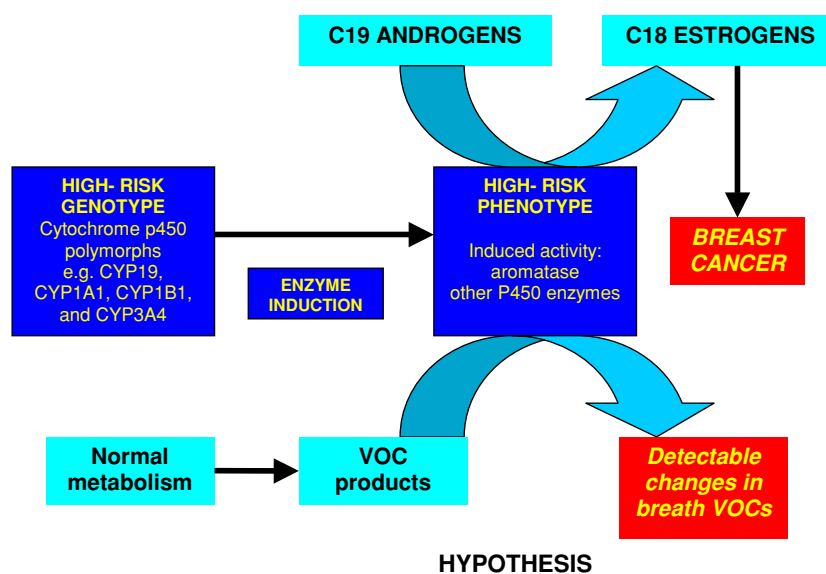 C19 ANDROGENS
C18 ESTROGENS
HIGH- RISK
GENOTYPE
Cytochrome p450
polymorphs
e.g. CYP19,
CYP1A1, CYP1B1,
and CYP3A4
ENZYME
INDUCTION
HIGH- RISK
PHENOTYPE
Induced activity:
aromatase
other P450 enzymes
BREAST
CANCER
Normal
metabolism
VOC
products
Detectable
changes in
breath VOCs
HYPOTHESIS